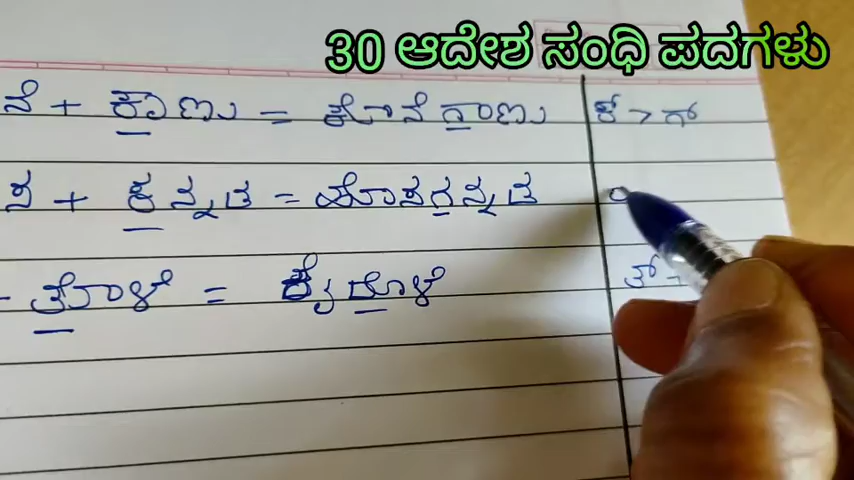 30 ಆದೇಶ ಸಂಧಿ ಪದಗಳು
ನೆ + ಕಾಣು = ಕೊನೆಗಾಣು ಕ್ > ಗ್
ಸ + ಕನ್ನಡ = ಹೊಸಗನ್ನಡ
ತೊಳೆ = ಕೈದೊಳೆ ತ್